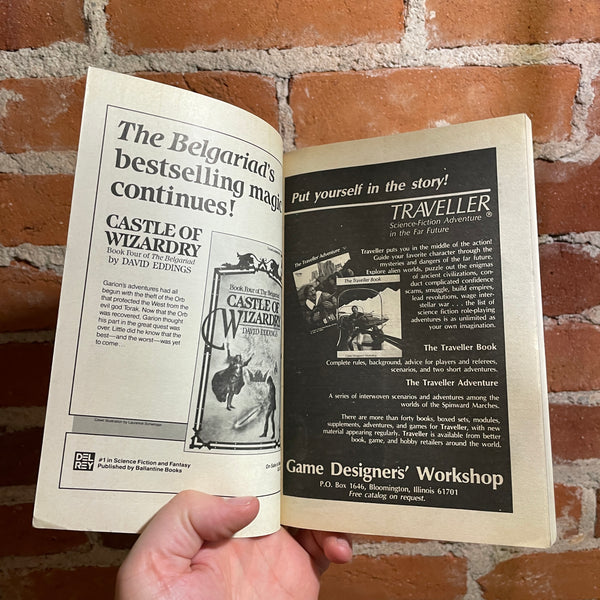 The Belgariad's
bestselling magic
continues!
CASTLE OF
WIZARDRY
Book Four of The Belgariad
by DAVID EDDINGS
Garion's adventures had all
begun with the theft of the Orb
that protected the West from the
evil god Torak. Now that the Orb
was recovered, Garion thought
his part in the great quest was
over. Little did he know that the
best—and the worst—was yet
to come . . .
Book Four of The Belgariad
CASTLE OF
WIZARDRY
DAVID EDDINGS
DEL
REY
#1 in Science Fiction and Fantasy
Published by Ballantine Books
Put yourself in the story!
TRAVELLER®
Science-Fiction Adventure
in the Far Future
The Traveller Adventure
The Traveller Book
Game Designers' Workshop
Traveller puts you in the middle of the action!
Guide your favorite character through the
mysteries and dangers of the far future.
Explore alien worlds, puzzle out the enigmas
of ancient civilizations, con-
duct complicated confidence
scams, smuggle, build empires,
lead revolutions, wage inter-
stellar war . . . the list of
science fiction role-playing
adventures is as unlimited as
your own imagination.
The Traveller Book
Complete rules, background, advice for players and referees,
scenarios, and two short adventures.
The Traveller Adventure
A series of interwoven scenarios and adventures among the
worlds of the Spinward Marches.
There are more than forty books, boxed sets, modules,
supplements, adventures, and games for Traveller, with new
material appearing regularly. Traveller is available from better
book, game, and hobby retailers around the world.
Game Designers' Workshop
P.O. Box 1646, Bloomington, Illinois 61701
Free catalog on request.